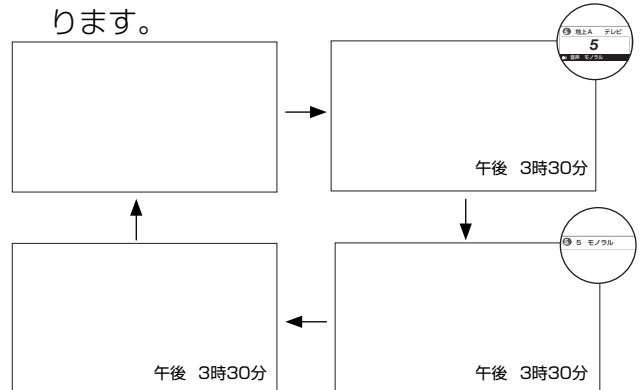 ります。
地上A テレビ
5
音声 モノラル
午後 3時30分
5 モノラル
午後 3時30分
午後 3時30分